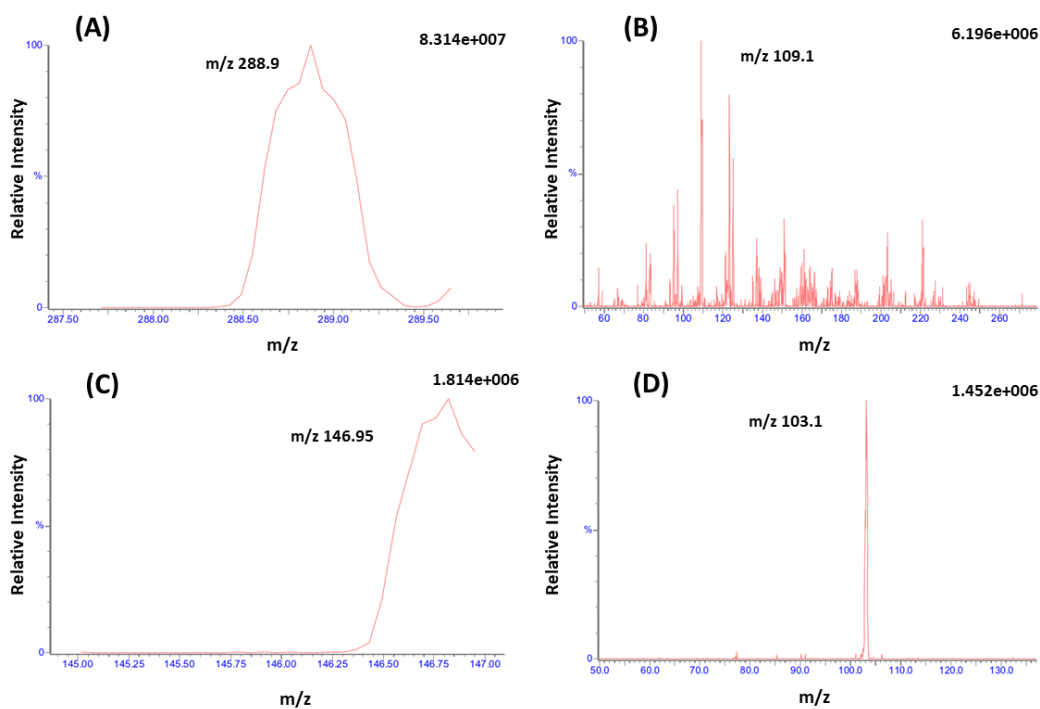 (A)
8.314e+007
m/z 288.9
Relative Intensity
100
%
0
287.50 288.00 288.50 289.00 289.50
m/z
(B)
6.196e+006
m/z 109.1
Relative Intensity
100
%
0
60 80 100 120 140 160 180 200 220 240 260
m/z
(C)
1.814e+006
m/z 146.95
Relative Intensity
100
%
0
145.00 145.25 145.50 145.75 146.00 146.25 146.50 146.75 147.00
m/z
(D)
1.452e+006
m/z 103.1
Relative Intensity
100
%
0
50.0 60.0 70.0 80.0 90.0 100.0 110.0 120.0 130.0
m/z